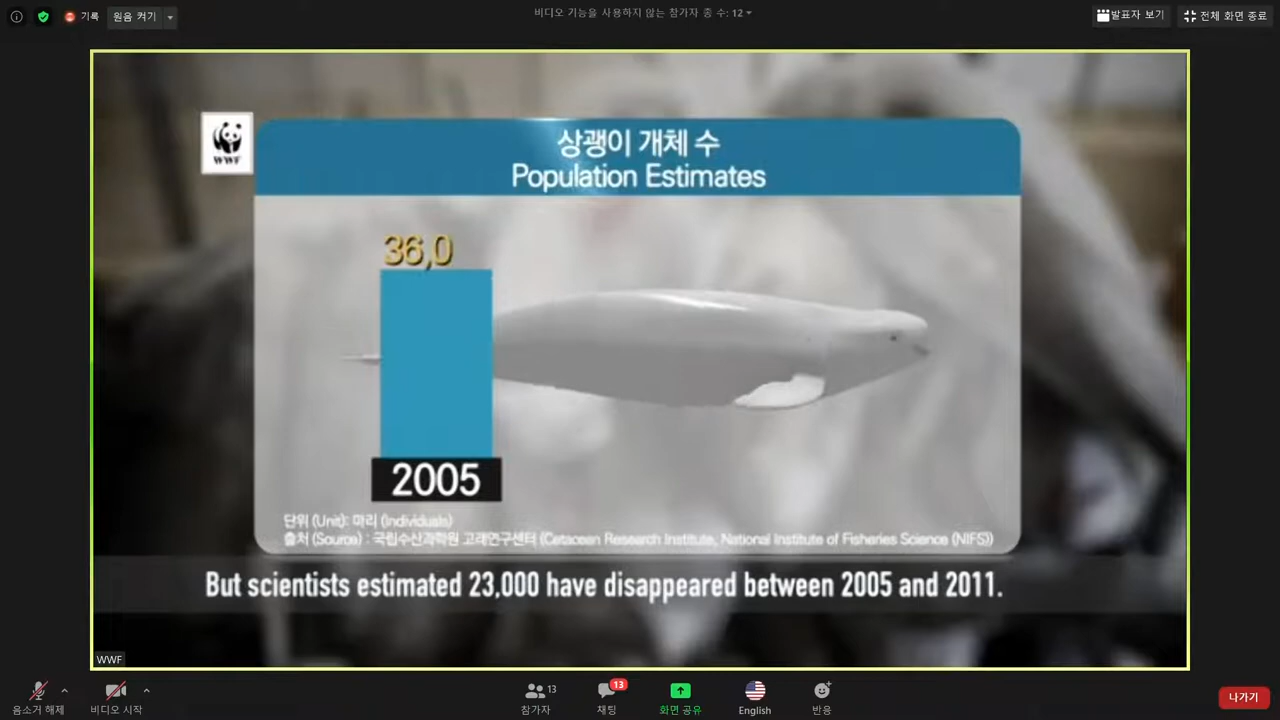 기록
원음 켜기
비디오 기능을 사용하지 않는 참가자 중 수: 12
발표자 보기
전체 화면 종료
WWF
상괭이 개체 수
Population Estimates
36,0
2005
단위 (Unit): 마리 (Individuals)
출처 (Source) : 국립수산과학원 고래연구센터 (Cetacean Research Institute, National Institute of Fisheries Science (NIFS))
But scientists estimated 23,000 have disappeared between 2005 and 2011.
WWF
음소거 해제
비디오 시작
13
참가자
13
채팅
화면 공유
English
반응
나가기